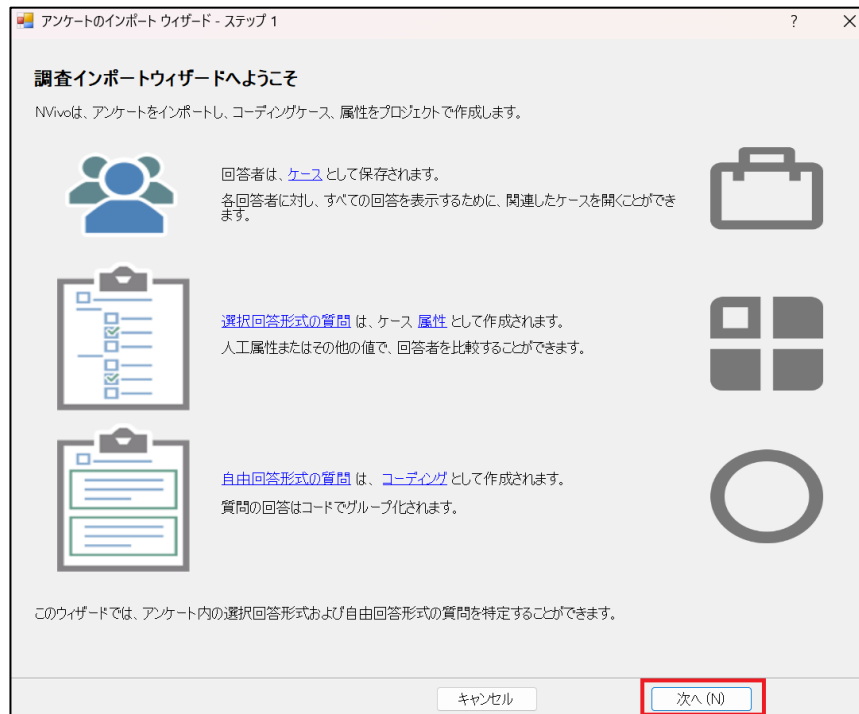 アンケートのインポート ウィザード - ステップ 1
?
×
調査インポートウィザードへようこそ
NVivoは、アンケートをインポートし、コーディングケース、属性をプロジェクトで作成します。
回答者は、ケース として保存されます。
各回答者に対し、すべての回答を表示するために、関連したケースを開くことができ
ます。
選択回答形式の質問 は、ケース 属性 として作成されます。
人工属性またはその他の値で、回答者を比較することができます。
自由回答形式の質問 は、コーディング として作成されます。
質問の回答はコードでグループ化されます。
このウィザードでは、アンケート内の選択回答形式および自由回答形式の質問を特定することができます。
キャンセル
次へ (N)